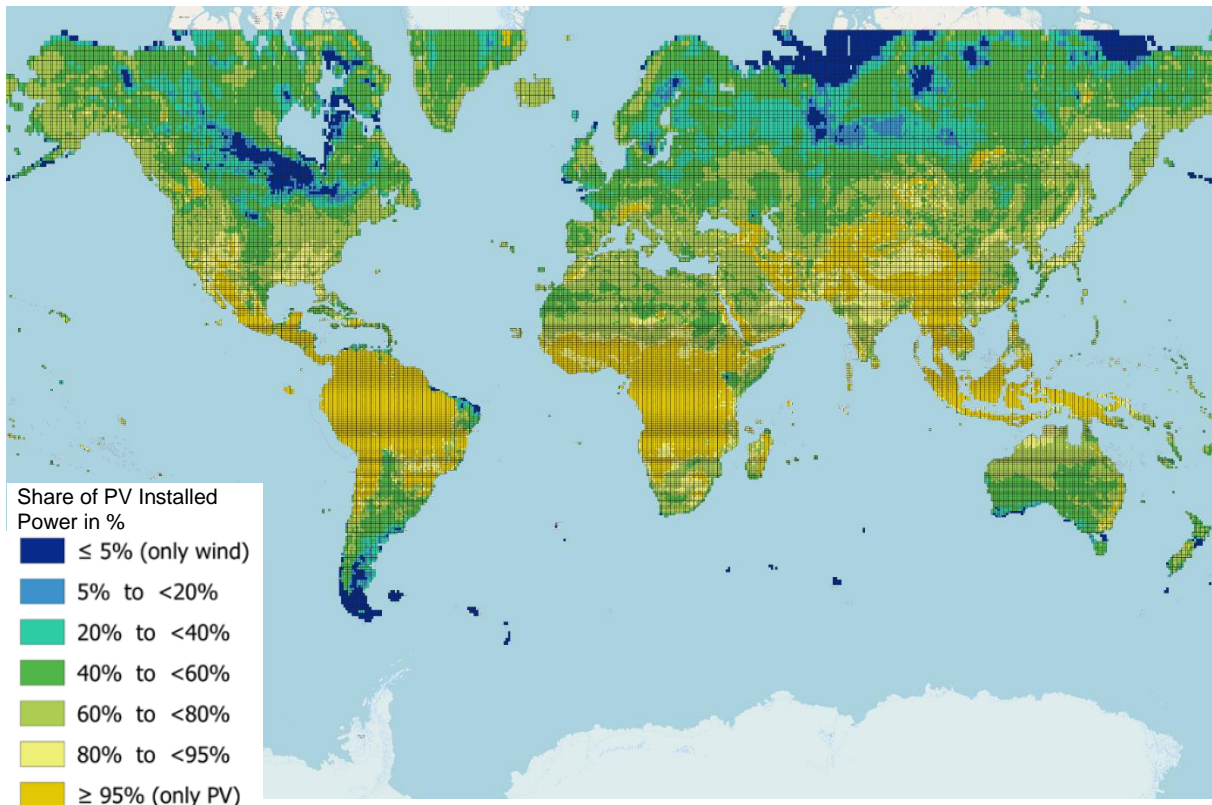 Share of PV Installed
Power in %
≤ 5% (only wind)
5% to <20%
20% to <40%
40% to <60%
60% to <80%
80% to <95%
≥ 95% (only PV)